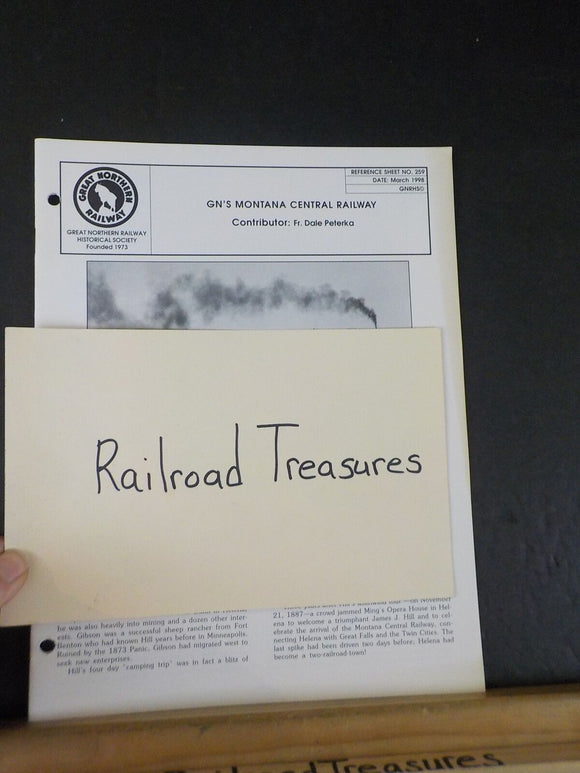 REFERENCE SHEET NO. 259
DATE: March 1998
GNRHS©
GREAT NORTHERN
RAILWAY
GREAT NORTHERN RAILWAY
HISTORICAL SOCIETY
Founded 1973
GN'S MONTANA CENTRAL RAILWAY
Contributor: Fr. Dale Peterka
Railroad Treasures
he was also heavily into mining and a dozen other inter-
ests. Gibson was a successful sheep rancher from Fort
Benton who had known Hill years before in Minneapolis.
Ruined by the 1873 Panic, Gibson had migrated west to
seek new enterprises.
Hill's four day "camping trip" was in fact a blitz of
on November
21, 1887—a crowd jammed Ming's Opera House in Hel-
ena to welcome a triumphant James J. Hill and to cel-
ebrate the arrival of the Montana Central Railway, con-
necting Helena with Great Falls and the Twin Cities. The
last spike had been driven two days before. Helena had
become a two-railroad-town!
Railroad Treasures